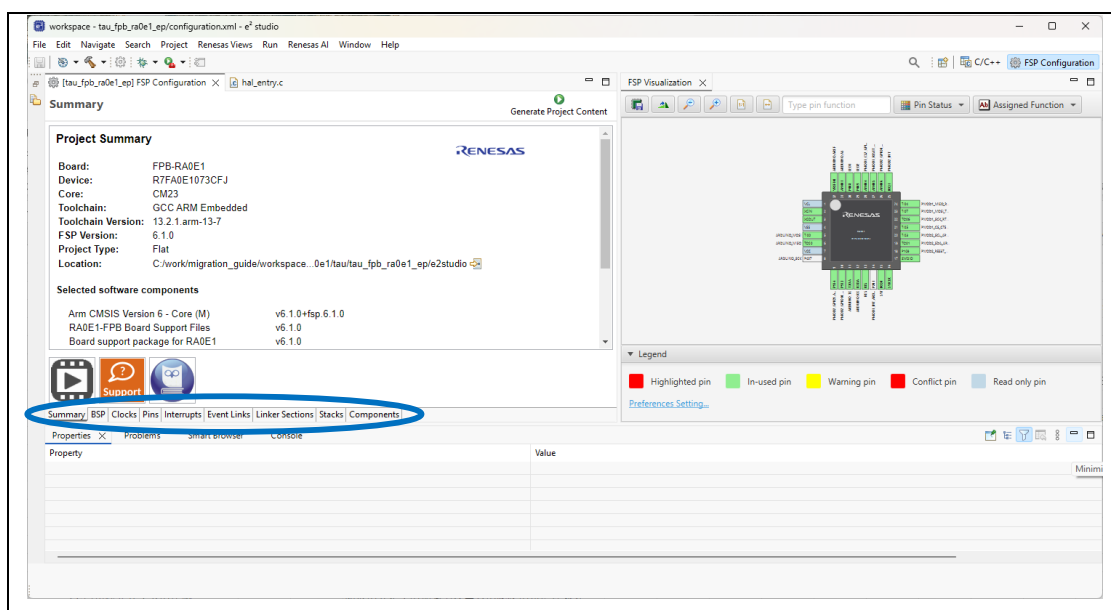 workspace - tau_fpb_ra0e1_ep/configuration.xml - e² studio
File Edit Navigate Search Project Renesas Views Run Renesas AI Window Help
C/C++ FSP Configuration
[tau_fpb_ra0e1_ep] FSP Configuration hal_entry.c
FSP Visualization
Summary
Generate Project Content
Type pin function
Pin Status
Assigned Function
Project Summary
RENESAS
Board: FPB-RA0E1
Device: R7FA0E1073CFJ
Core: CM23
Toolchain: GCC ARM Embedded
Toolchain Version: 13.2.1.arm-13-7
FSP Version: 6.1.0
Project Type: Flat
Location: C:/work/migration_guide/workspace...0e1/tau/tau_fpb_ra0e1_ep/e2studio
Selected software components
Arm CMSIS Version 6 - Core (M) v6.1.0+fsp.6.1.0
RA0E1-FPB Board Support Files v6.1.0
Board support package for RA0E1 v6.1.0
Support
RENESAS
Legend
Highlighted pin In-used pin Warning pin Conflict pin Read only pin
Preferences Setting...
Summary BSP Clocks Pins Interrupts Event Links Linker Sections Stacks Components
Properties Problems Smart Browser Console
Property Value
Minimi